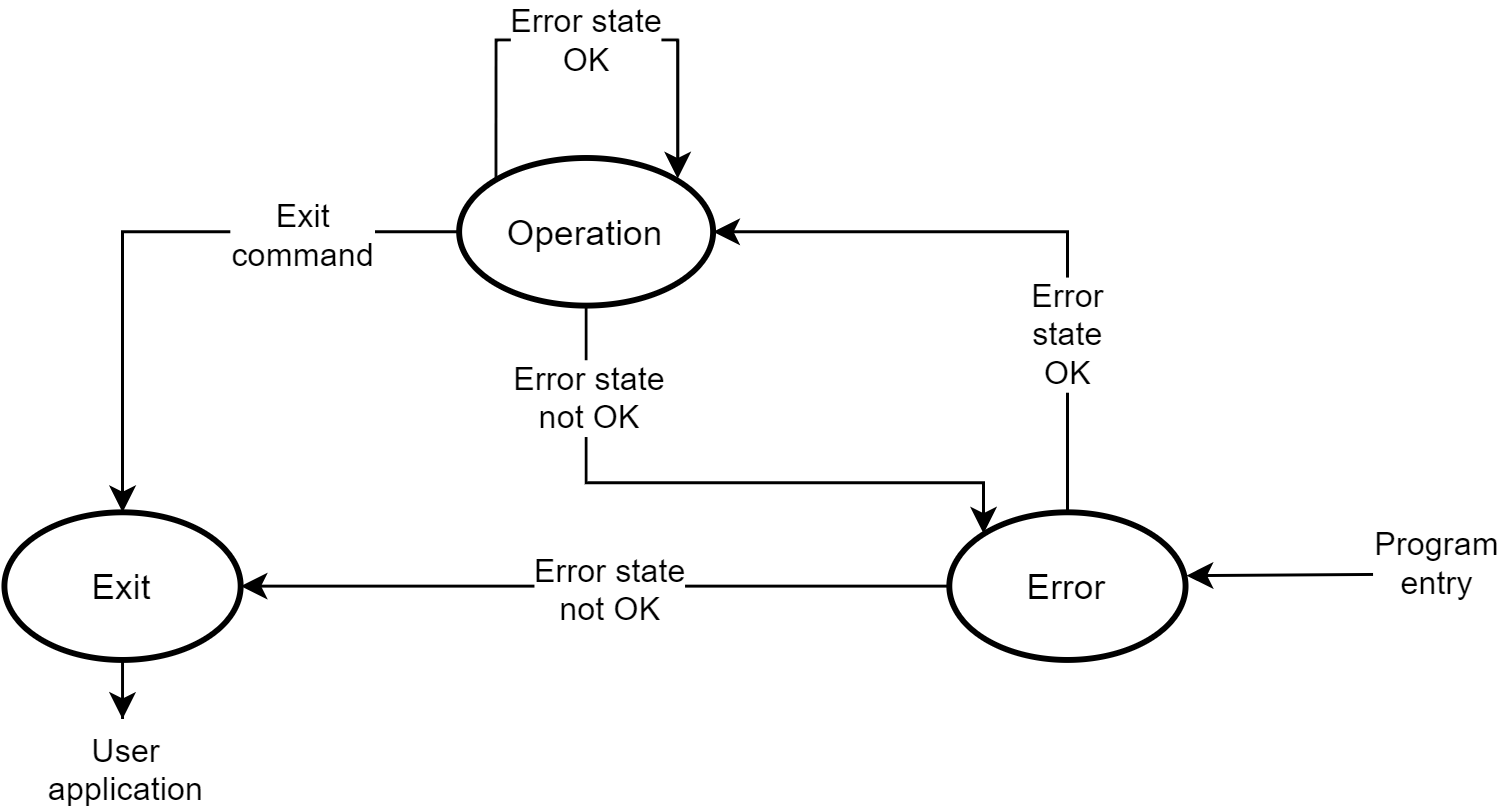 Error state
OK
Exit
command
Operation
Error
state
OK
Error state
not OK
Exit
Error state
not OK
Error
Program
entry
User
application